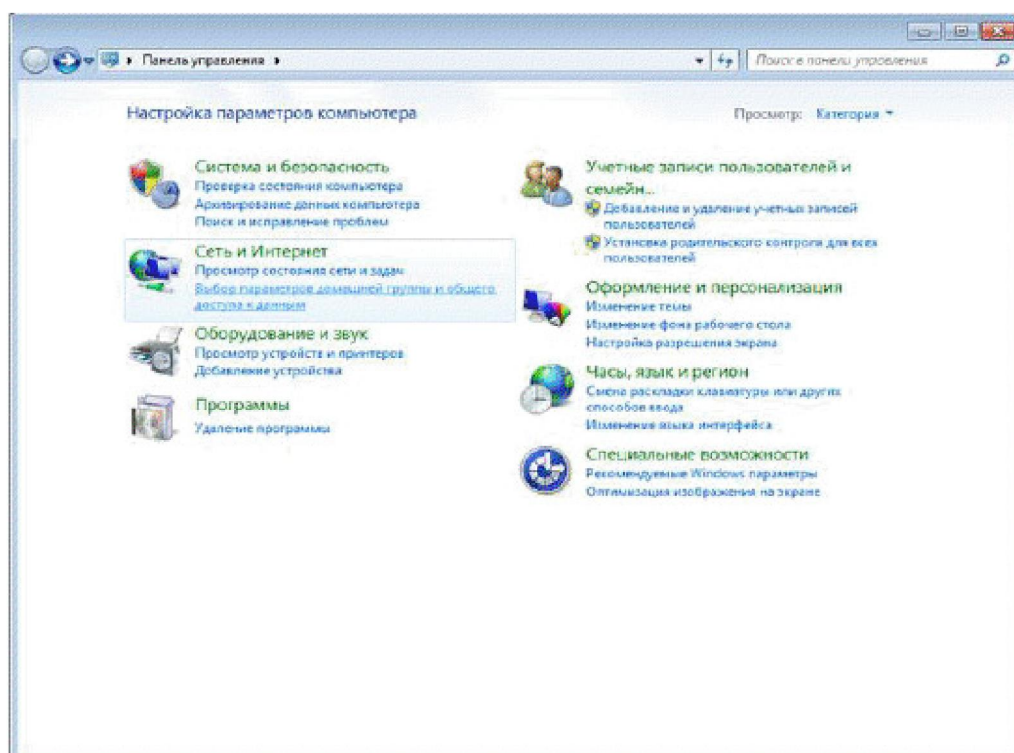 Панель управления
Поиск в панели управления
Настройка параметров компьютера
Просмотр: Категория
Система и безопасность
Проверка состояния компьютера
Архивирование данных компьютера
Поиск и исправление проблем
Сеть и Интернет
Просмотр состояния сети и задач
Выбор параметров домашней группы и общего
доступа к данным
Оборудование и звук
Просмотр устройств и принтеров
Добавление устройства
Программы
Удаление программы
Учетные записи пользователей и
семейн...
Добавление и удаление учетных записей
пользователей
Установка родительского контроля для всех
пользователей
Оформление и персонализация
Изменение темы
Изменение фона рабочего стола
Настройка разрешения экрана
Часы, язык и регион
Смена раскладки клавиатуры или других
способов ввода
Изменение языка интерфейса
Специальные возможности
Рекомендуемые Windows параметры
Оптимизация изображения на экране